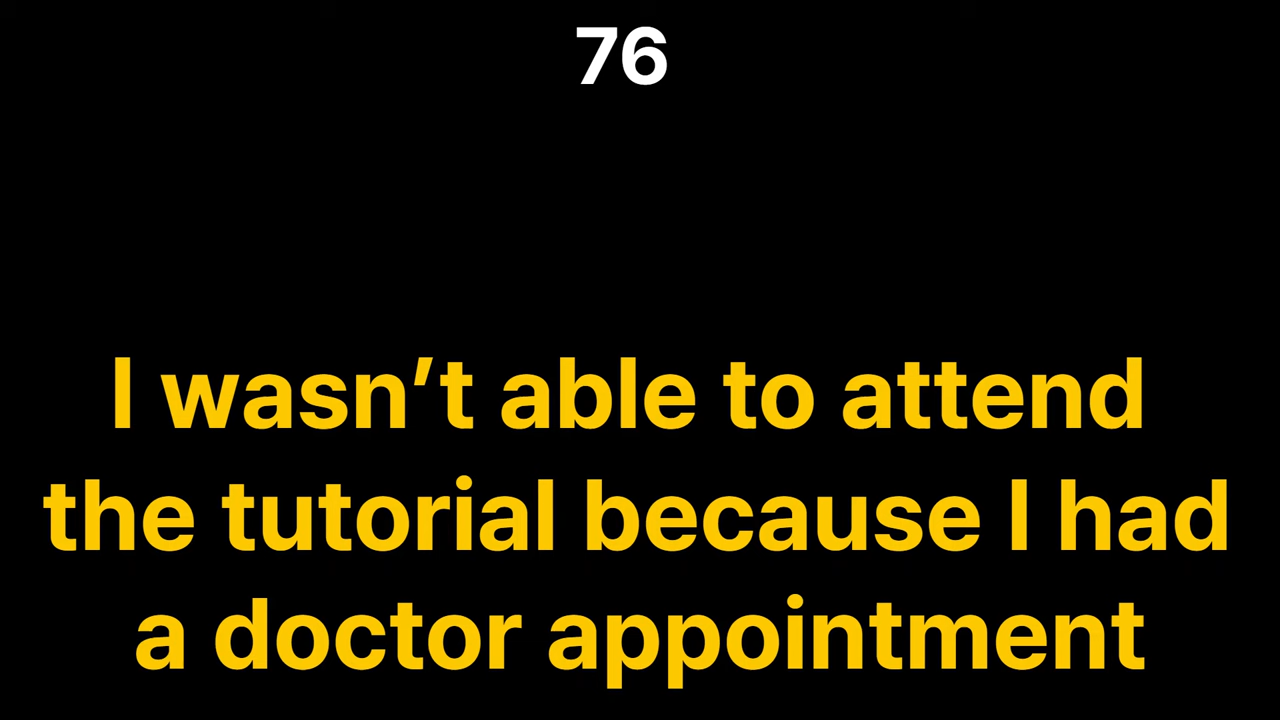 76
I wasn’t able to attend
the tutorial because I had
a doctor appointment